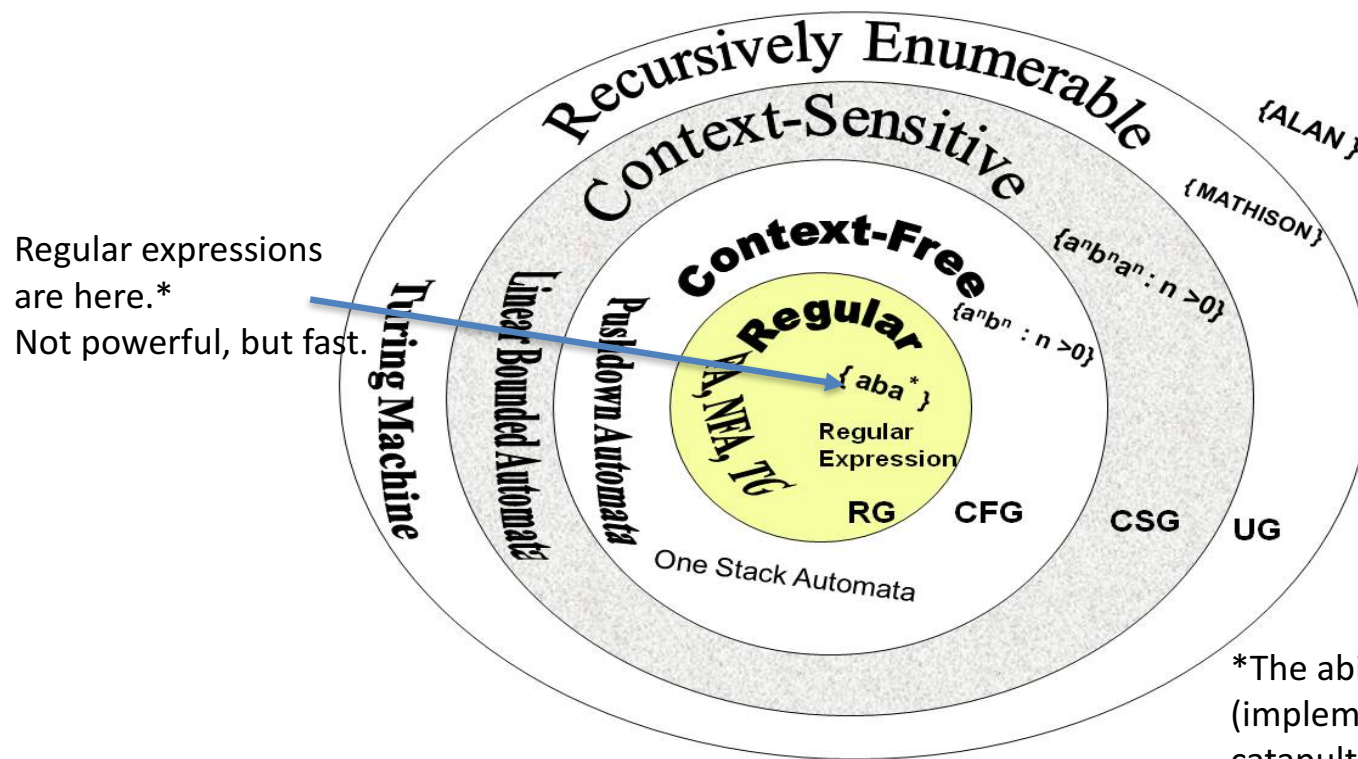 Recursively Enumerable
Context-Sensitive
Context-Free
Regular
{ALAN }
{ MATHISON}
{aⁿbⁿaⁿ : n >0}
{aⁿbⁿ : n >0}
{ aba* }
Regular expressions
are here.*
Not powerful, but fast.
Turing Machine
Linear Bounded Automata
Pushdown Automata
FA, NFA, TG
Regular
Expression
RG
CFG
CSG
UG
One Stack Automata
*The